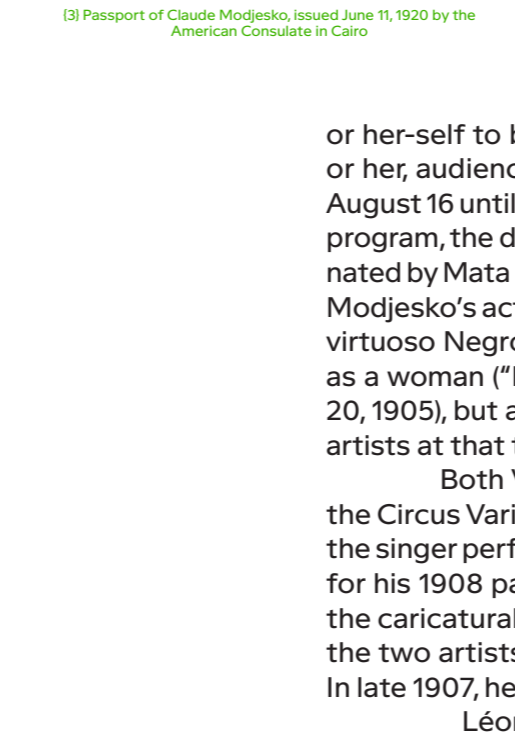 (3) Passport of Claude Modjesko, issued June 11, 1920 by the
American Consulate in Cairo
or her-self to
or her, audienc
August 16 until
program, the d
nated by Mata
Modjesko's act
virtuoso Negro
as a woman ("
20, 1905), but a
artists at that
Both
the Circus Vari
the singer perf
for his 1908 pa
the caricatural
the two artists
In late 1907, he
Léon